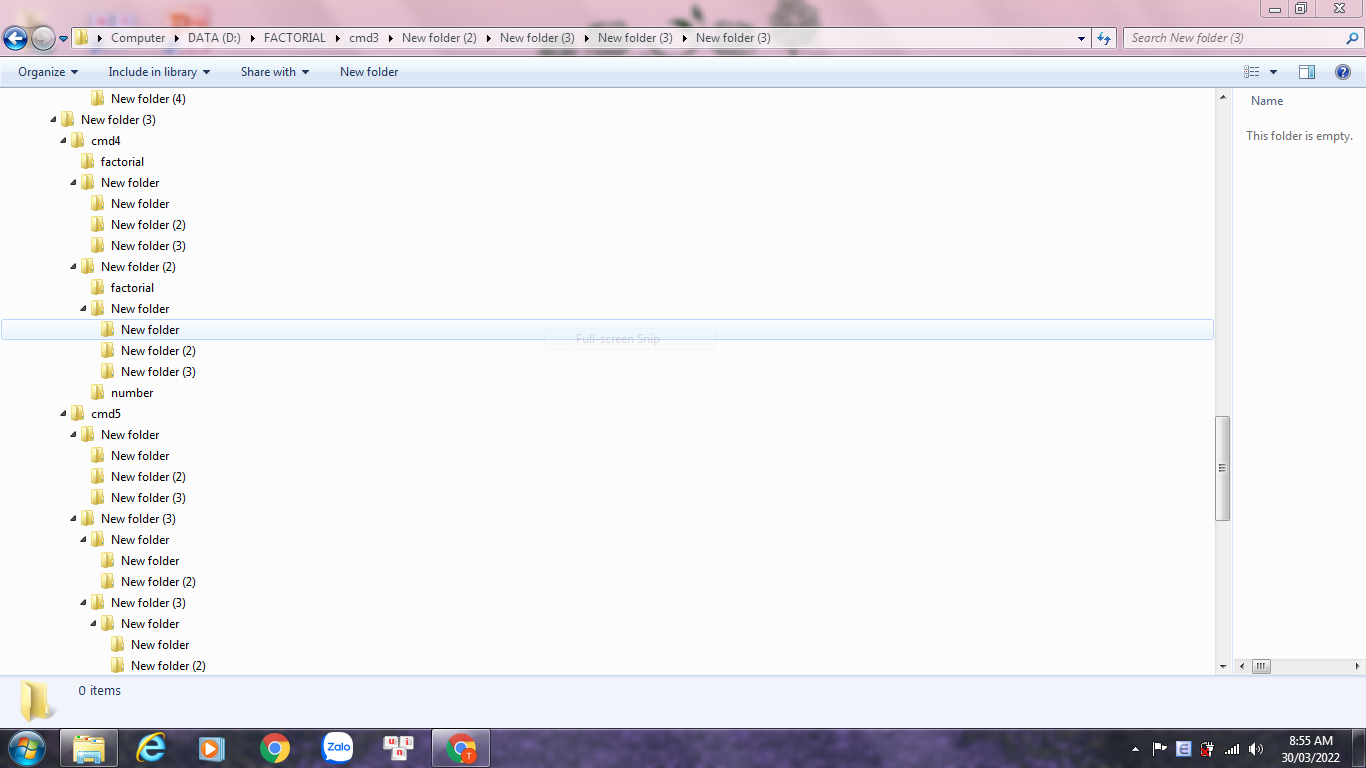 Computer DATA (D:) FACTORIAL cmd3 New folder (2) New folder (3) New folder (3) New folder (3) Search New folder (3)
Organize Include in library Share with New folder
New folder (4)
New folder (3)
cmd4
factorial
New folder
New folder
New folder (2)
New folder (3)
New folder (2)
factorial
New folder
New folder
New folder (2)
New folder (3)
number
cmd5
New folder
New folder
New folder (2)
New folder (3)
New folder (3)
New folder
New folder
New folder (2)
New folder (3)
New folder
New folder
New folder (2)
Full-screen Snip
Name
This folder is empty.
0 items
Zalo
u n i
T
E
8:55 AM
30/03/2022